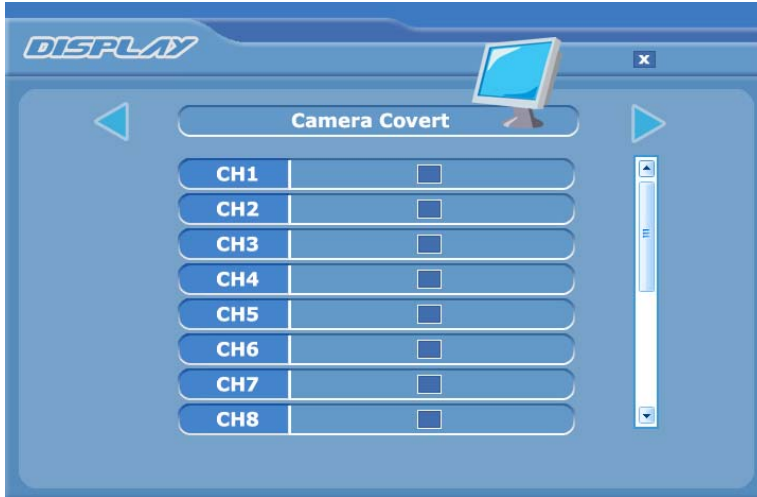 DISPLAY
x
Camera Covert
CH1
CH2
CH3
CH4
CH5
CH6
CH7
CH8